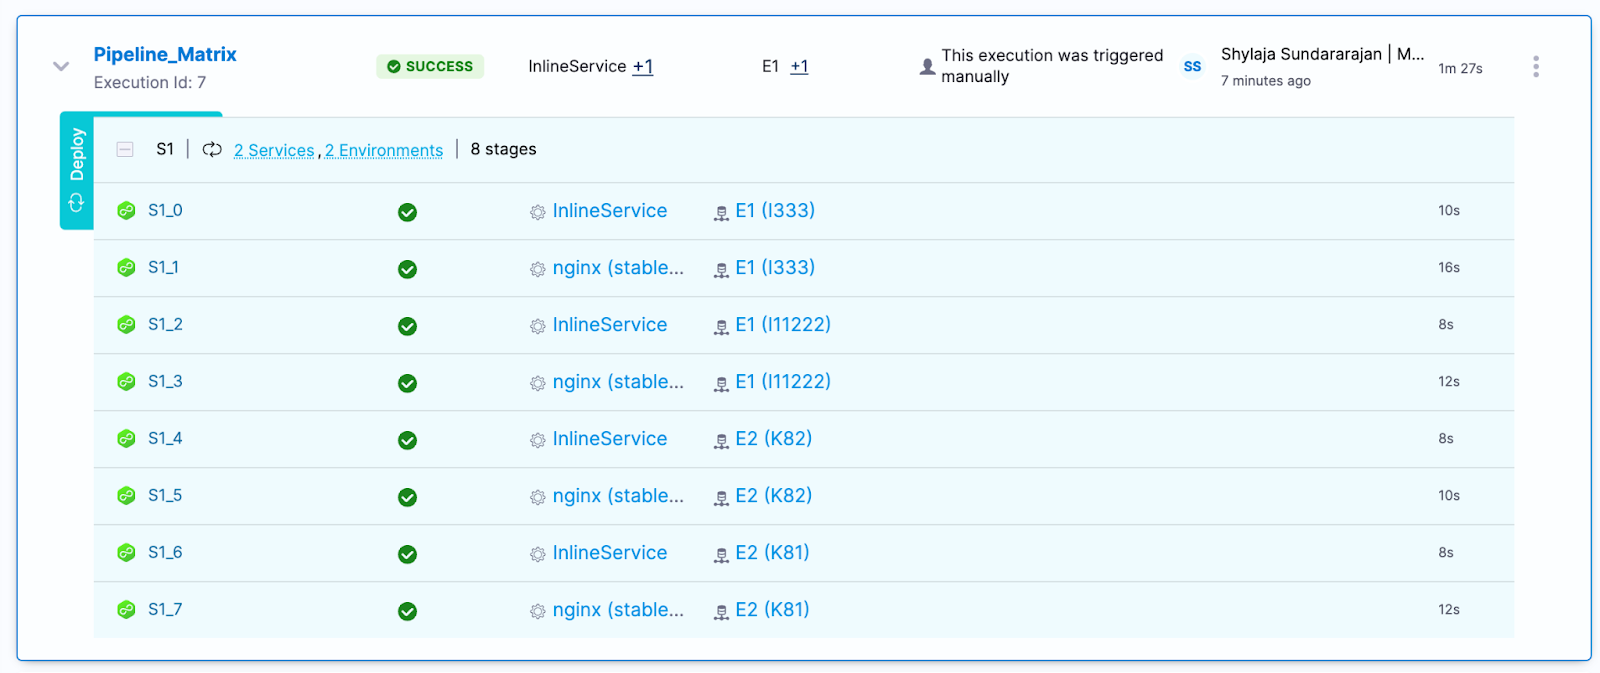 Pipeline_Matrix
Execution Id: 7
SUCCESS
InlineService +1
E1 +1
This execution was triggered
manually
SS
Shylaja Sundararajan | M...
7 minutes ago
1m 27s
Deploy
S1 | 2 Services , 2 Environments | 8 stages
S1_0 InlineService E1 (I333) 10s
S1_1 nginx (stable... E1 (I333) 16s
S1_2 InlineService E1 (I11222) 8s
S1_3 nginx (stable... E1 (I11222) 12s
S1_4 InlineService E2 (K82) 8s
S1_5 nginx (stable... E2 (K82) 10s
S1_6 InlineService E2 (K81) 8s
S1_7 nginx (stable... E2 (K81) 12s